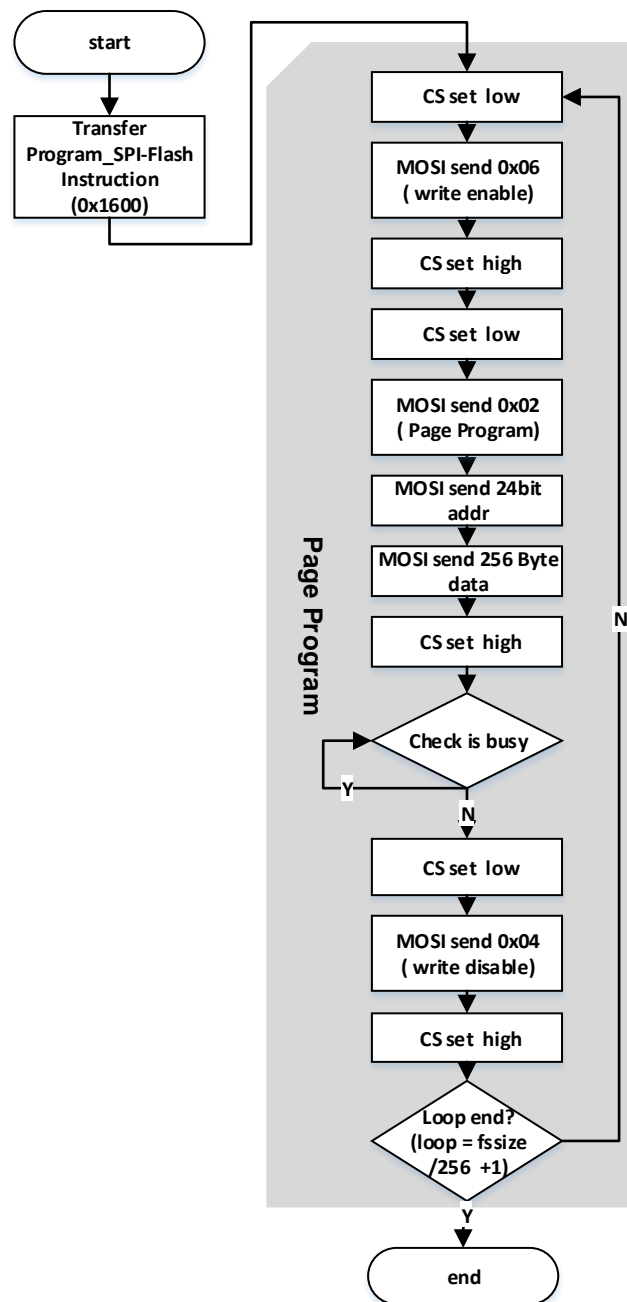 start
Transfer
Program_SPI-Flash
Instruction
(0x1600)
CS set low
MOSI send 0x06
( write enable)
CS set high
CS set low
MOSI send 0x02
( Page Program)
MOSI send 24bit
addr
MOSI send 256 Byte
data
Page Program
CS set high
N
Check is busy
Y
N
CS set low
MOSI send 0x04
( write disable)
CS set high
Loop end?
(loop = fssize
/256 +1)
Y
end